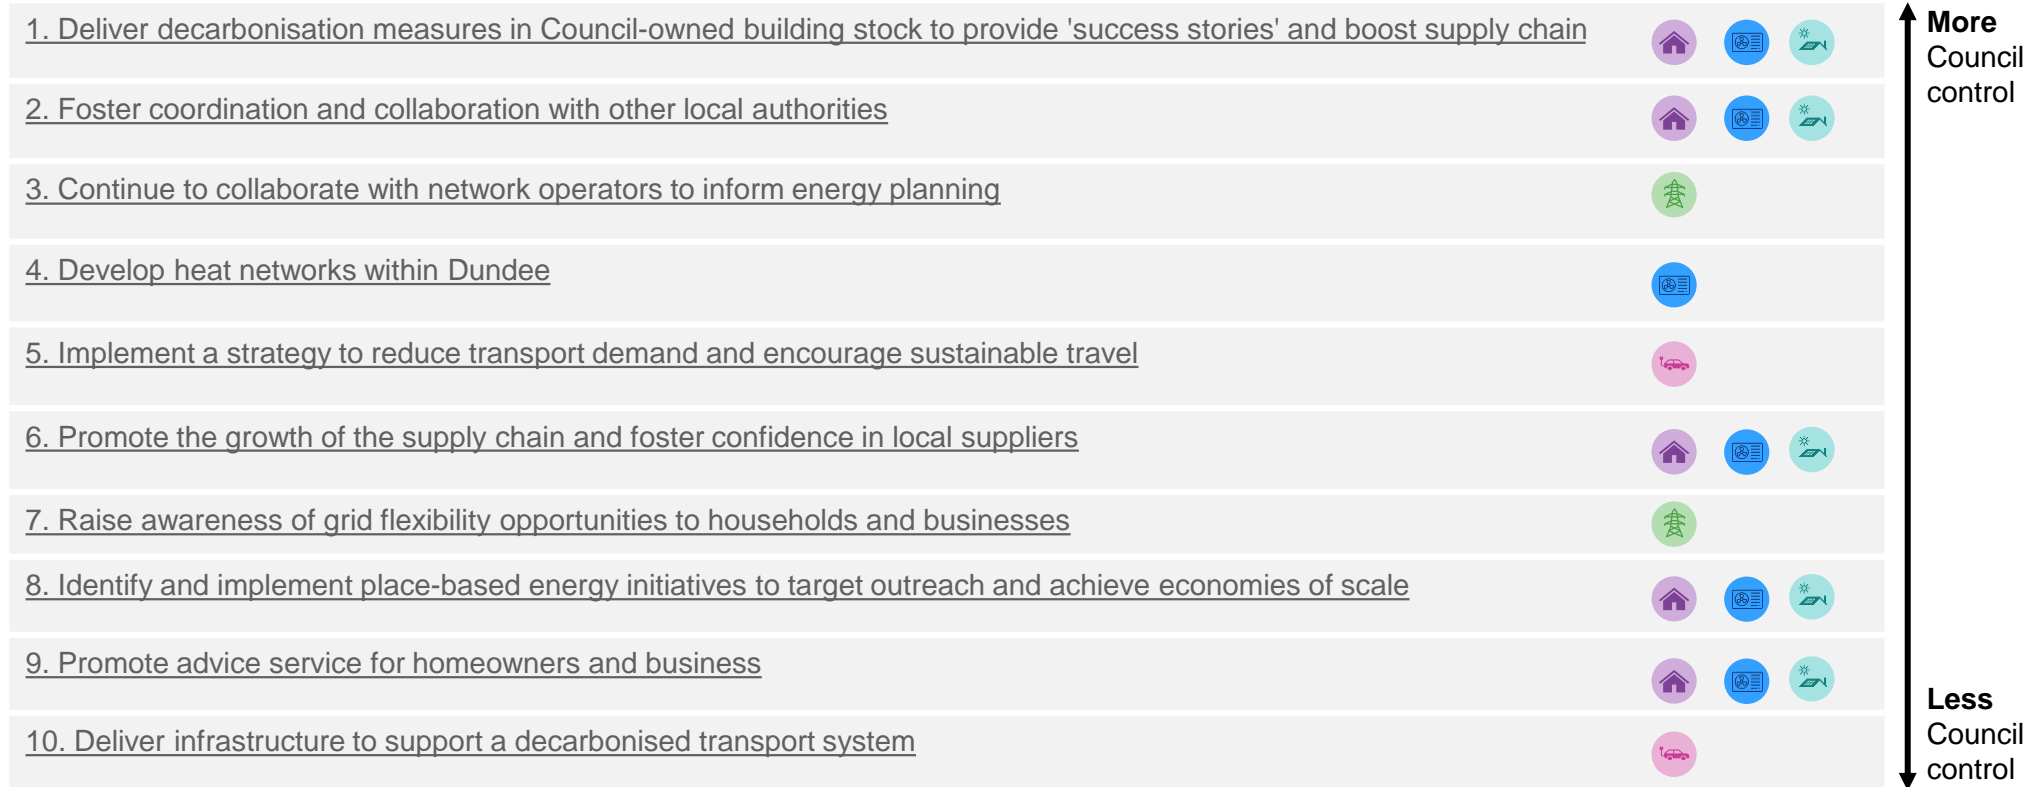 1. Deliver decarbonisation measures in Council-owned building stock to provide 'success stories' and boost supply chain
2. Foster coordination and collaboration with other local authorities
3. Continue to collaborate with network operators to inform energy planning
4. Develop heat networks within Dundee
5. Implement a strategy to reduce transport demand and encourage sustainable travel
6. Promote the growth of the supply chain and foster confidence in local suppliers
7. Raise awareness of grid flexibility opportunities to households and businesses
8. Identify and implement place-based energy initiatives to target outreach and achieve economies of scale
9. Promote advice service for homeowners and business
10. Deliver infrastructure to support a decarbonised transport system
More
Council
control
Less
Council
control